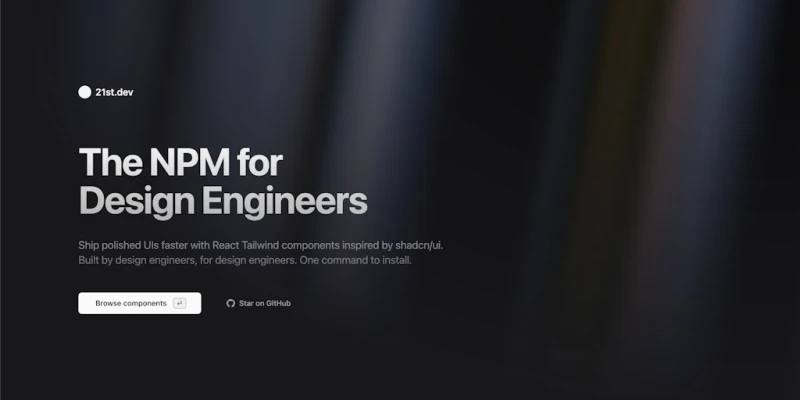 21st.dev
The NPM for
Design Engineers
Ship polished UIs faster with React Tailwind components inspired by shadcn/ui.
Built by design engineers, for design engineers. One command to install.
Browse components ⏎
Star on GitHub